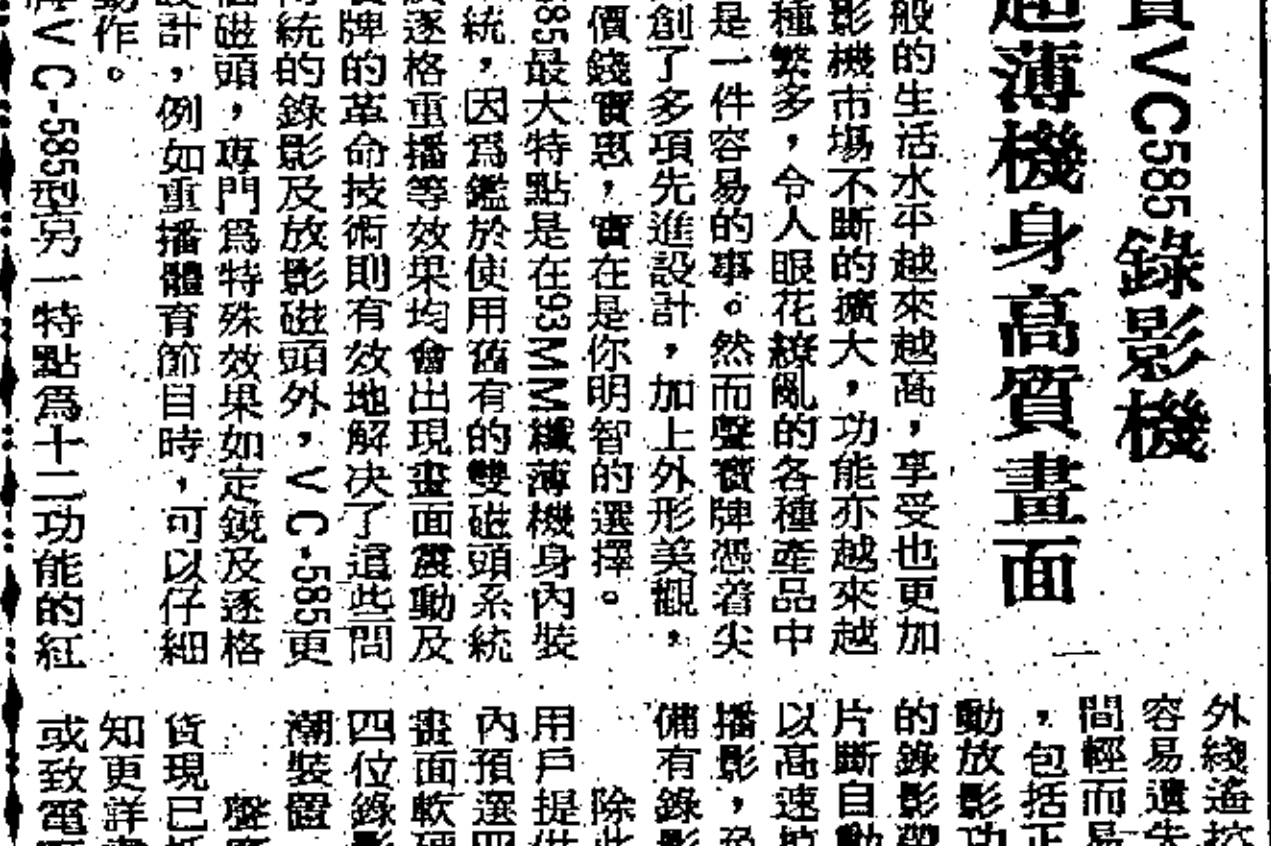 VC585錄影機
超薄機身高質畫面
般的生活水平越來越高，享受也更加
影機市場不斷的擴大，功能亦越來越
種繁多，令人眼花繚亂的各種產品中
是一件容易的事。然而聲寶牌憑着尖
創了多項先進設計，加上外形美觀，
價錢實惠，實在是你明智的選擇。
585最大特點是在93MM纖薄機身內裝
統，因爲鑑於使用舊有的雙磁頭系統
逐格重播等效果均會出現畫面震動及
牌的革命技術則有效地解决了這些問
統的錄影及放影磁頭外，VC-585更
磁頭，專門爲特殊效果如定鏡及逐格
設計，例如重播體育節目時，可以仔細
動作。
牌VC-585型另一特點爲十二功能的紅
外綫遙控
容易遺失
間輕而易
，包括正
動放影功
的錄影帶
片斷自動
以高速
播影，
備有錄影
除此
用戶提供
內預選四
畫面軟硬
四位錄影
潮裝置
聲寶
貨現已
知更詳
或致電